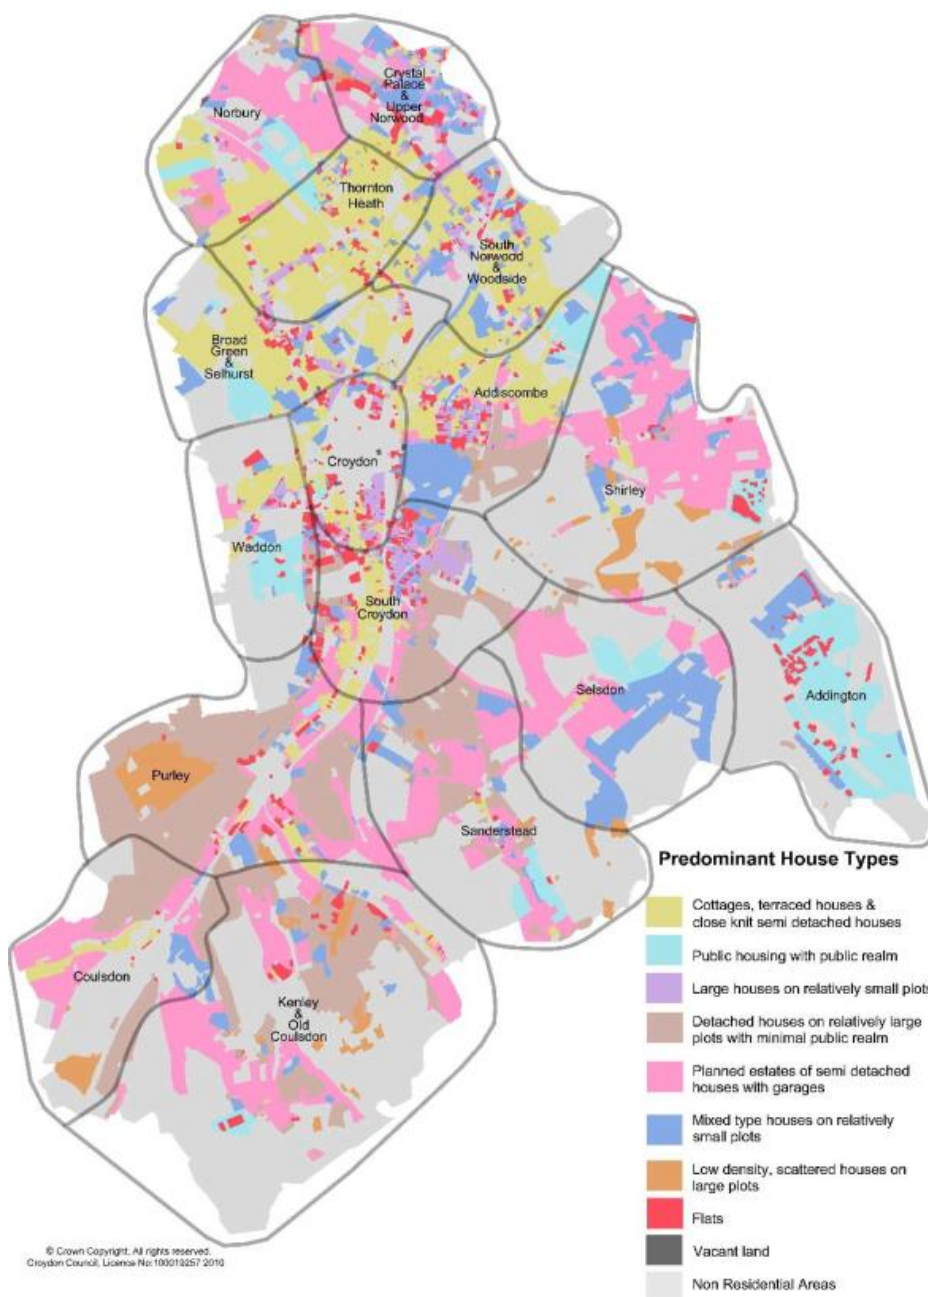 Crystal
Palace
&
Upper
Norwood
Norbury
Thornton
Heath
South
Norwood
&
Woodside
Broad
Green
&
Selhurst
Addiscombe
Croydon
Shirley
Waddon
South
Croydon
Selsdon
Addington
Purley
Sanderstead
Coulsdon
Kenley
&
Old
Coulsdon
Predominant House Types
Cottages, terraced houses &
close knit semi detached houses
Public housing with public realm
Large houses on relatively small plots
Detached houses on relatively large
plots with minimal public realm
Planned estates of semi detached
houses with garages
Mixed type houses on relatively
small plots
Low density, scattered houses on
large plots
Flats
Vacant land
Non Residential Areas
© Crown Copyright. All rights reserved.
Croydon Council, Licence No:100019257 2010